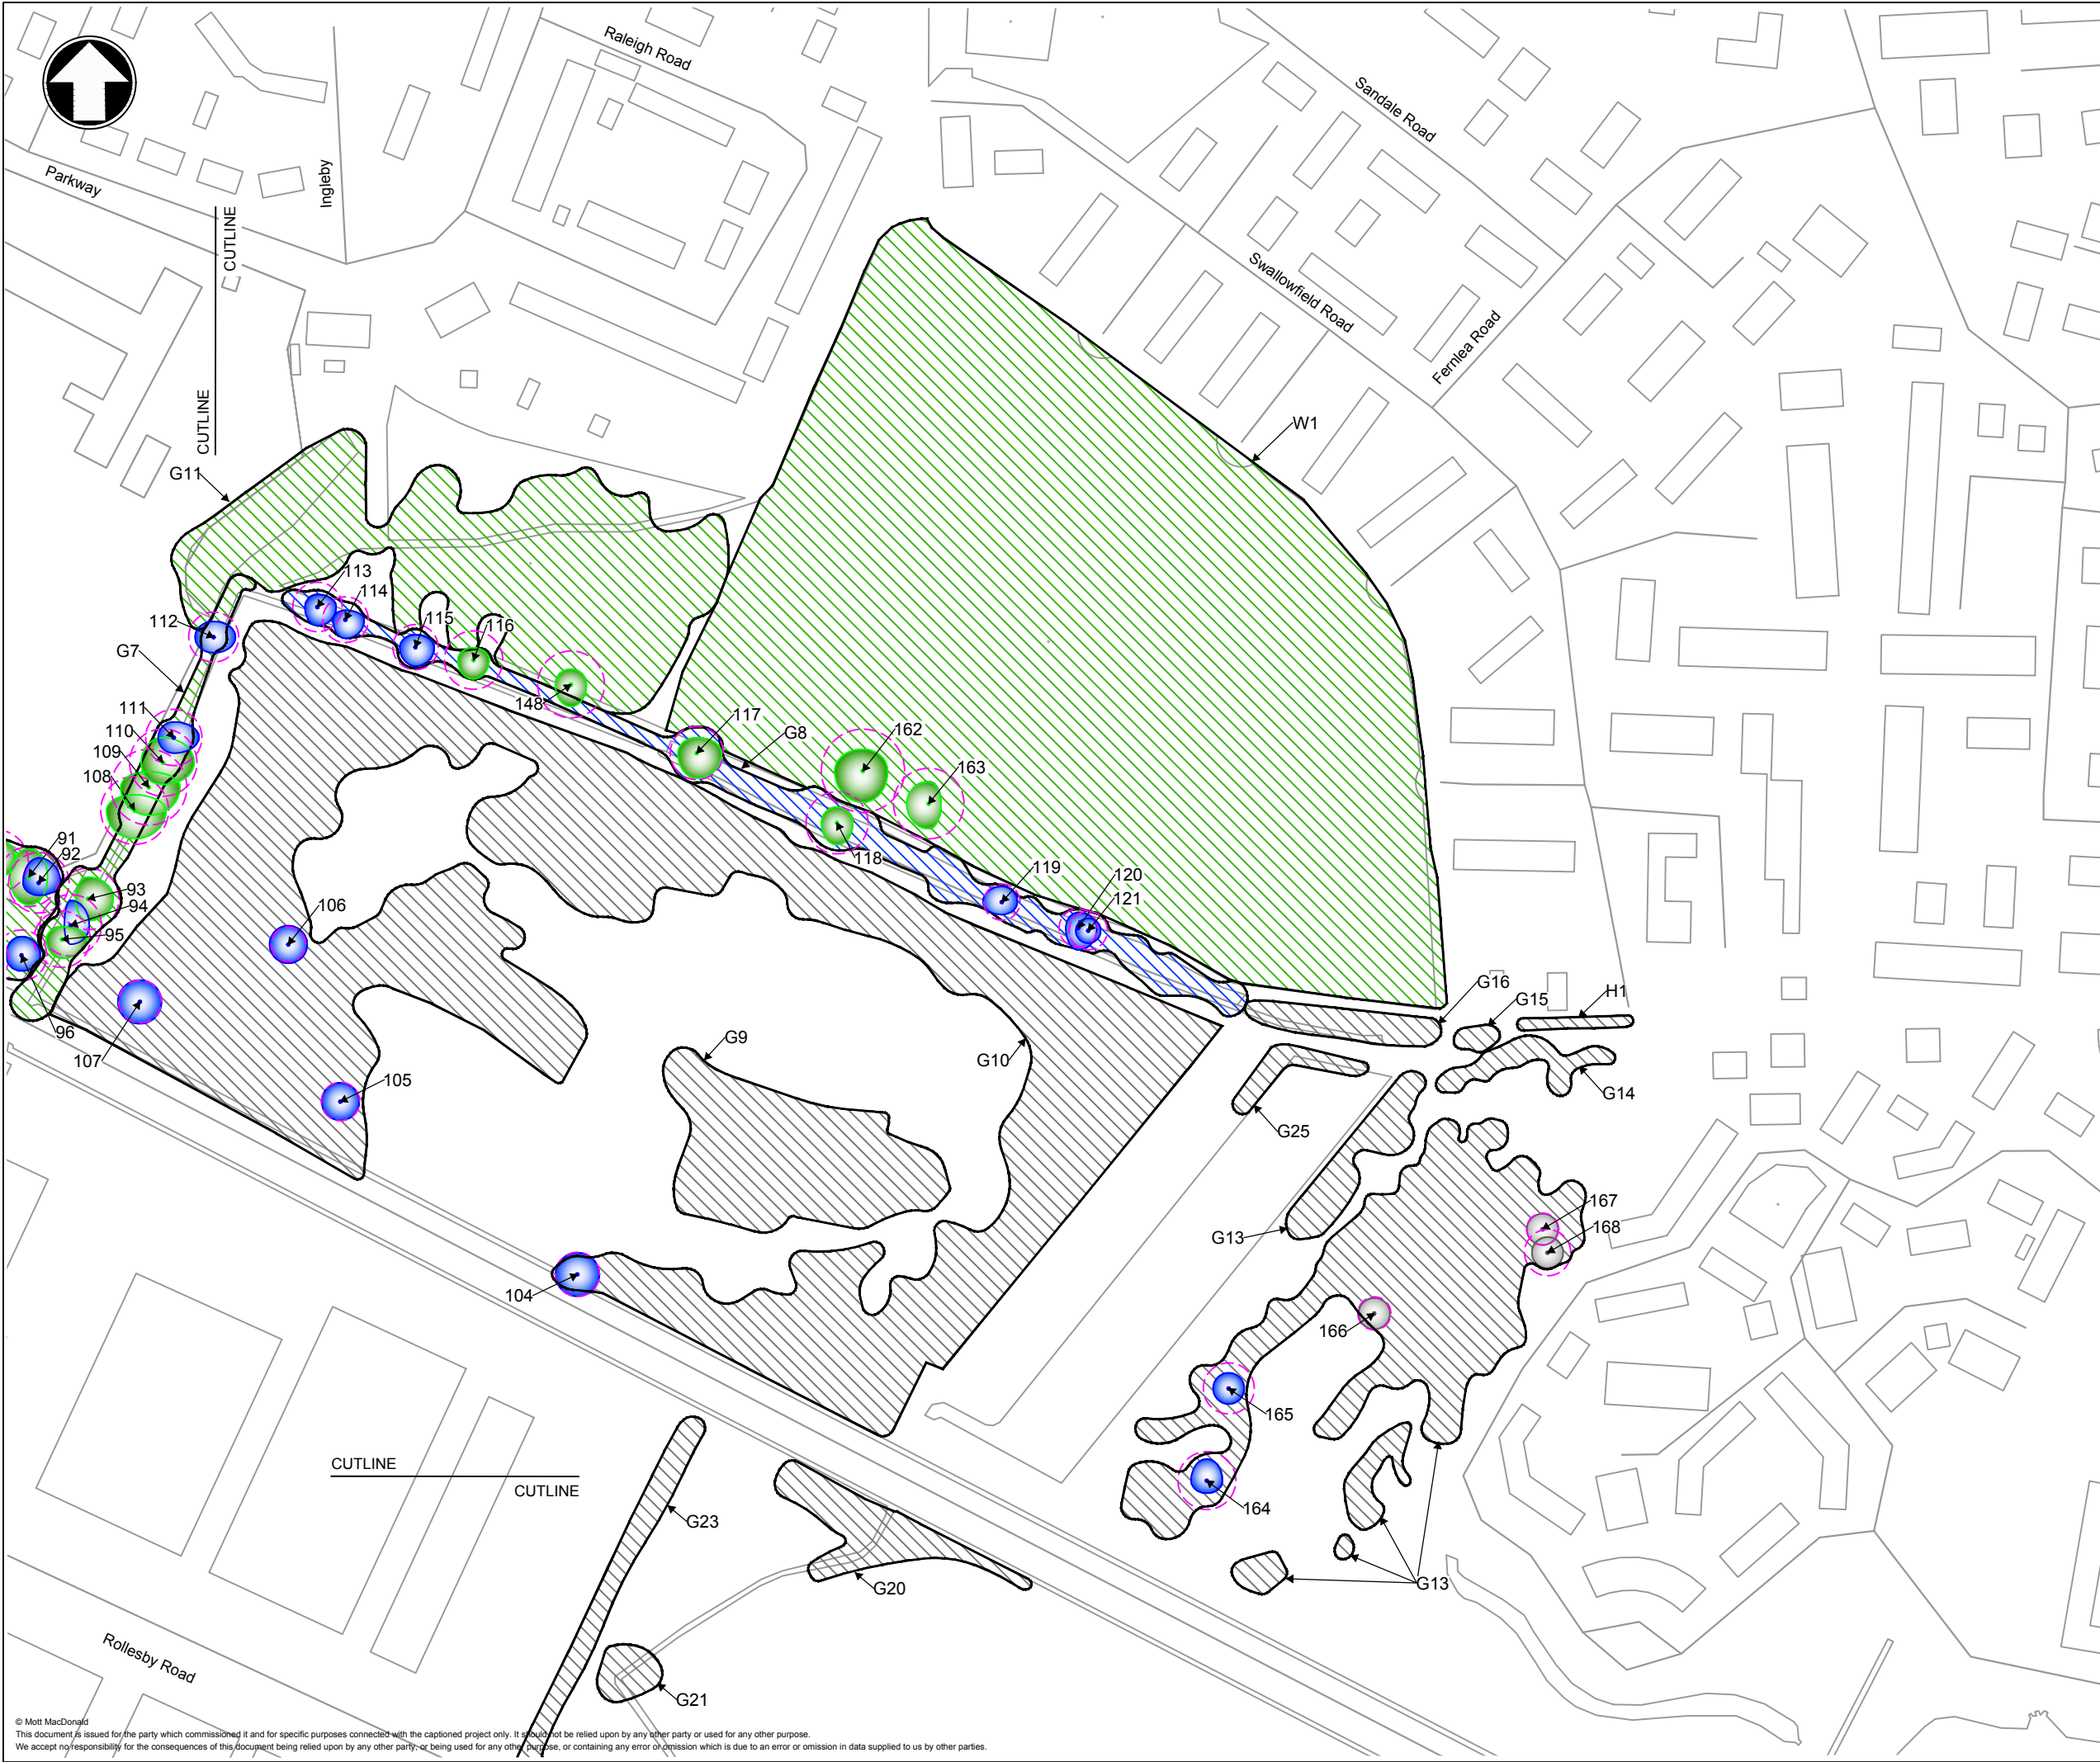 Raleigh Road
Sandale Road
Parkway
Ingleby
CUTLINE
CUTLINE
Swallowfield Road
Fernlea Road
W1
G11
113
114
115
116
112
G7
148
111
110
109
108
117
G8
162
163
118
91
92
93
94
95
96
106
107
105
119
120
121
G9
G10
G16
G15
H1
G14
G25
G13
167
168
166
104
165
164
CUTLINE
CUTLINE
G23
G20
G13
G21
Rollesby Road
© Mott MacDonald
This document is issued for the party which commissioned it and for specific purposes connected with the captioned project only. It should not be relied upon by any other party or used for any other purpose.
We accept no responsibility for the consequences of this document being relied upon by any other party, or being used for any other purpose, or containing any error or omission which is due to an error or omission in data supplied to us by other parties.